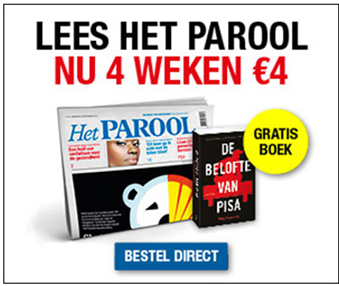 LEES HET PAROOL
NU 4 WEKEN €4
Het PAROOL
GRATIS
BOEK
DE
BELOFTE
VAN
PISA
BESTEL DIRECT